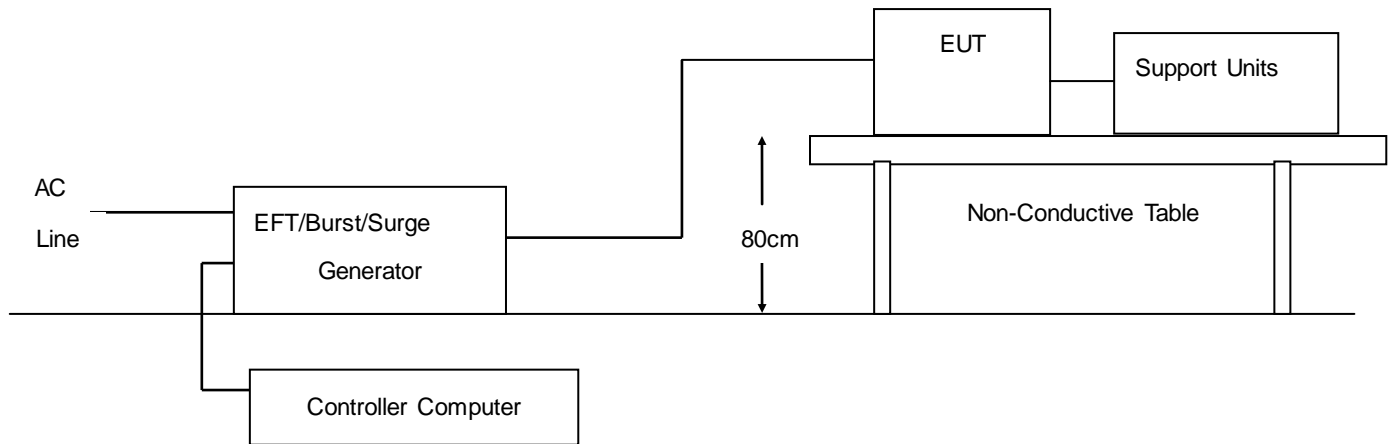 EUT
Support Units
AC
Line
EFT/Burst/Surge
Generator
Non-Conductive Table
80cm
Controller Computer